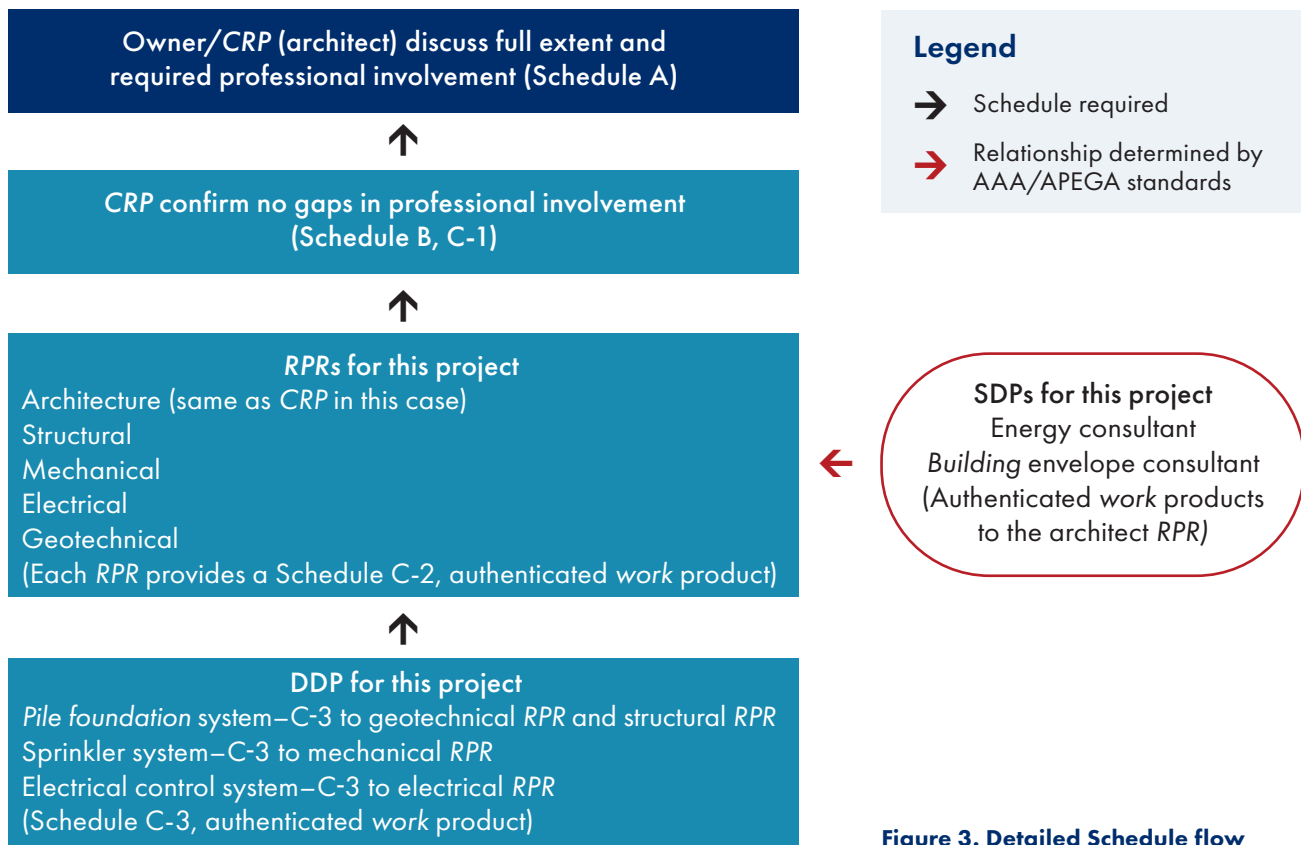 Owner/CRP (architect) discuss full extent and
required professional involvement (Schedule A)
Legend
Schedule required
Relationship determined by
AAA/APEGA standards
CRP confirm no gaps in professional involvement
(Schedule B, C-1)
RPRs for this project
Architecture (same as CRP in this case)
Structural
Mechanical
Electrical
Geotechnical
(Each RPR provides a Schedule C-2, authenticated work product)
SDPs for this project
Energy consultant
Building envelope consultant
(Authenticated work products
to the architect RPR)
DDP for this project
Pile foundation system–C-3 to geotechnical RPR and structural RPR
Sprinkler system–C-3 to mechanical RPR
Electrical control system–C-3 to electrical RPR
(Schedule C-3, authenticated work product)
Figure 3. Detailed Schedule flow